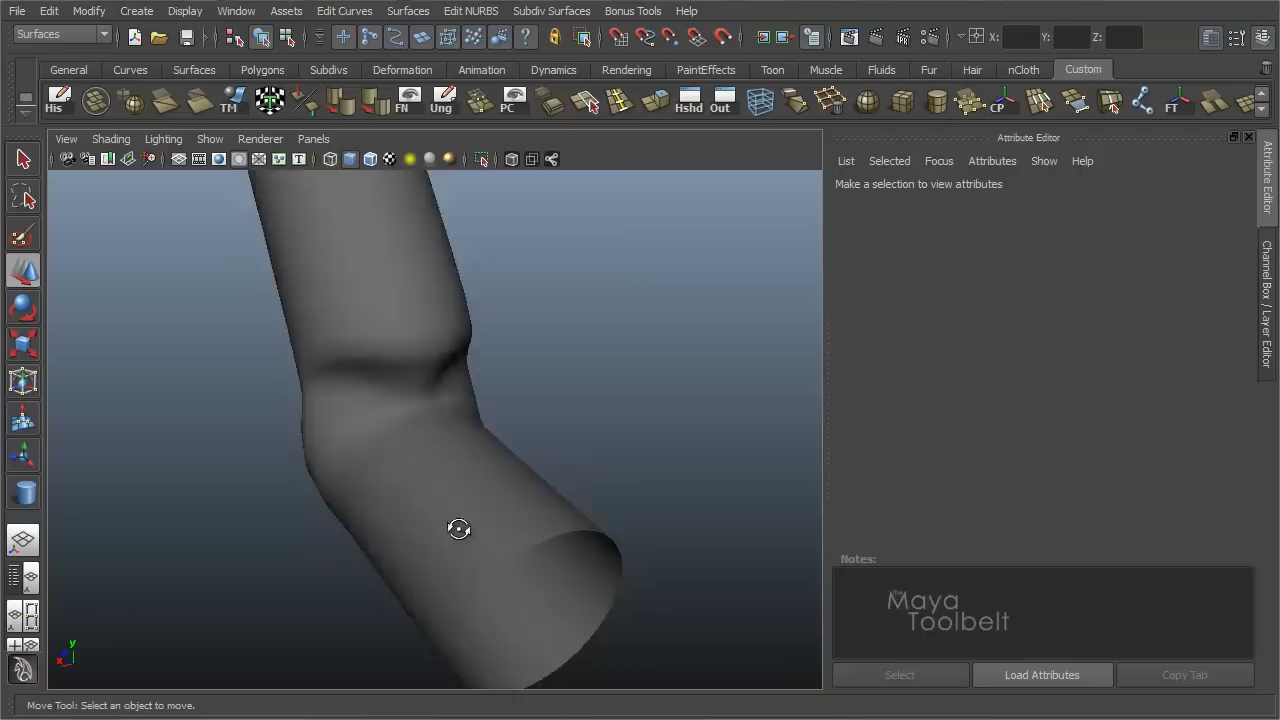 File Edit Modify Create Display Window Assets Edit Curves Surfaces Edit NURBS Subdiv Surfaces Bonus Tools Help
Surfaces X: Y: Z:
General Curves Surfaces Polygons Subdivs Deformation Animation Dynamics Rendering PaintEffects Toon Muscle Fluids Fur Hair nCloth Custom
His TM FN Ung PC Hshd Out CP FT
View Shading Lighting Show Renderer Panels
Attribute Editor
List Selected Focus Attributes Show Help
Make a selection to view attributes
Attribute Editor
Channel Box / Layer Editor
Notes:
the Maya
Toolbelt
Select Load Attributes Copy Tab
y
x
Move Tool: Select an object to move.